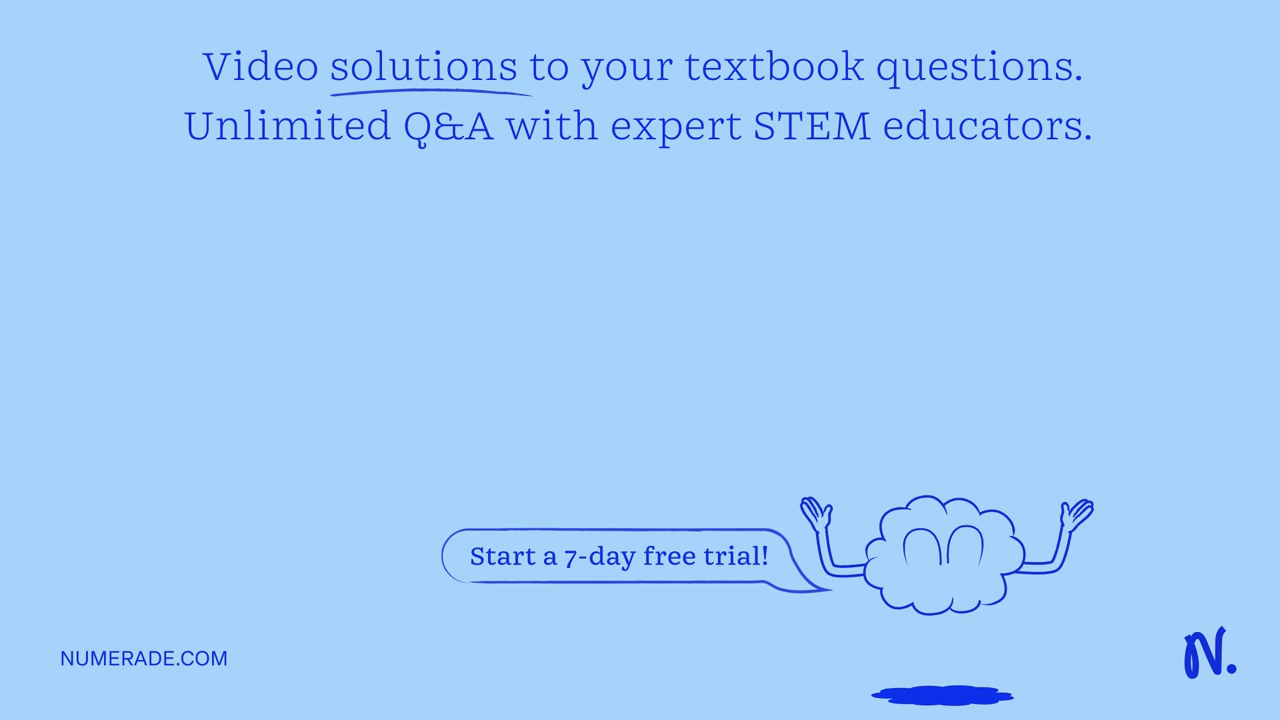 Video solutions to your textbook questions.
Unlimited Q&A with expert STEM educators.
Start a 7-day free trial!
NUMERADE.COM
N.